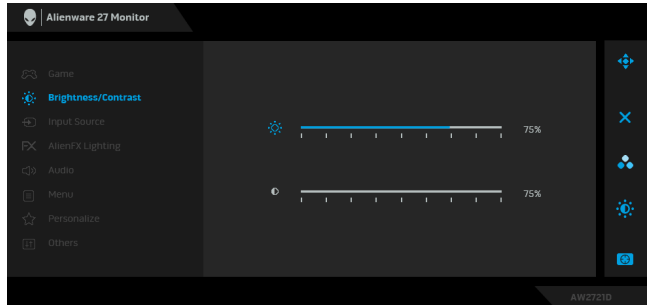 Alienware 27 Monitor
Game
Brightness/Contrast
75%
Input Source
AlienFX Lighting
Audio
Menu
75%
Personalize
Others
AW2721D